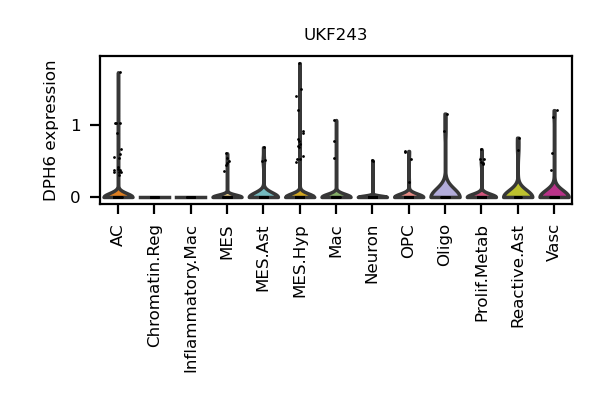 UKF243
DPH6 expression
1
0
AC
Chromatin.Reg
Inflammatory.Mac
MES
MES.Ast
MES.Hyp
Mac
Neuron
OPC
Oligo
Prolif.Metab
Reactive.Ast
Vasc